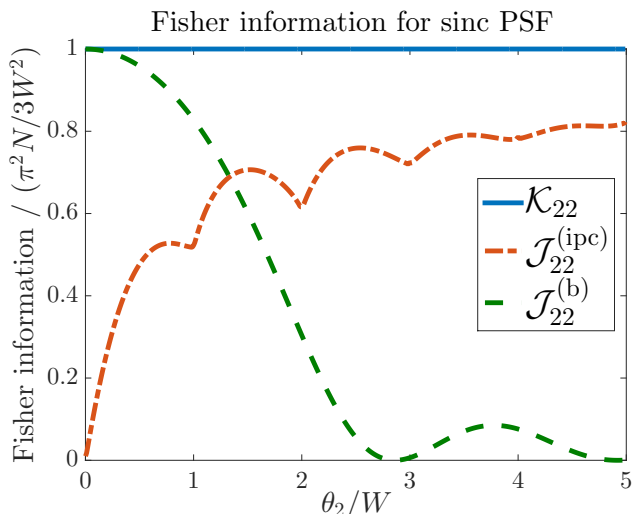 Fisher information for sinc PSF
Fisher information / (π²N/3W²)
1
0.8
0.6
0.4
0.2
0
0 1 2 3 4 5
θ₂/W
𝒦₂₂
𝒥₂₂⁽ⁱᵖᶜ⁾
𝒥₂₂⁽ᵇ⁾